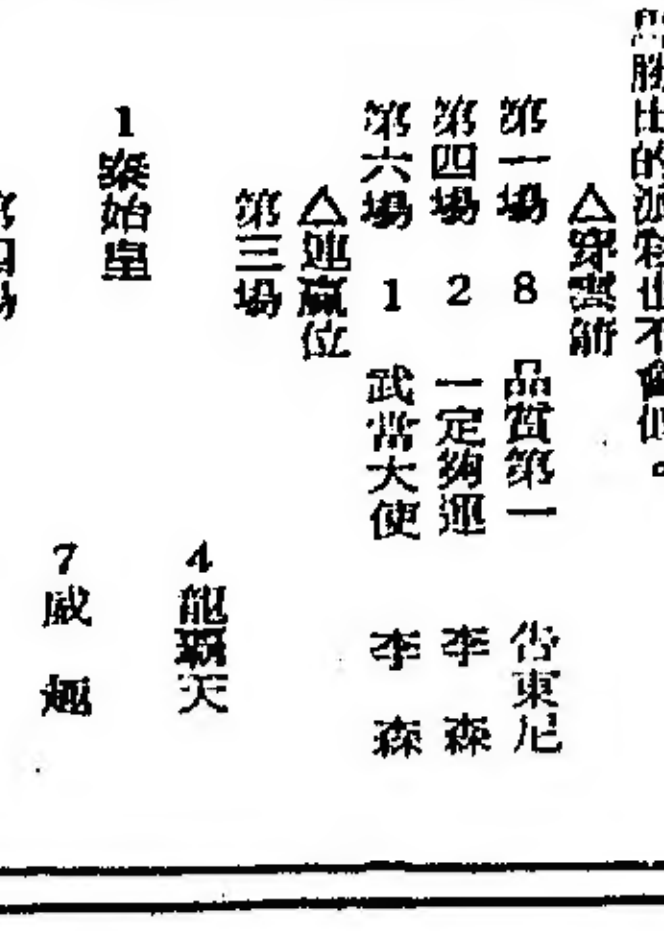 勝出的派彩也不會低。
△穿雲箭
第一場 8 品質第一 告東尼
第四場 2 一定夠運 李 森
第六場 1 武當大使 李 森
△連贏位
第三場
4 龍霸天
1 秦始皇
7 威 趣
第四場